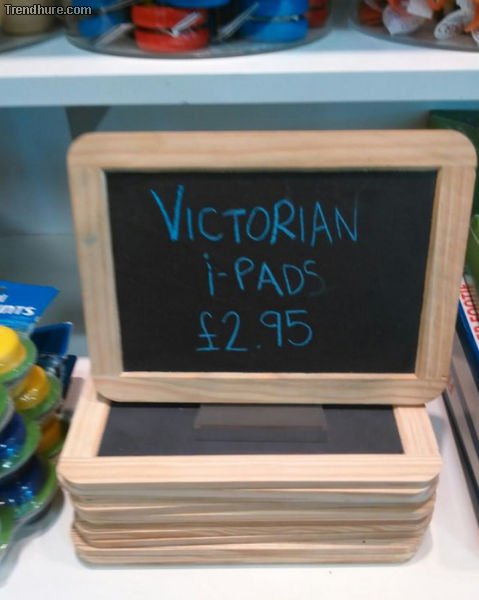 Trendhure.com
VICTORIAN
i-PADS
£2.95